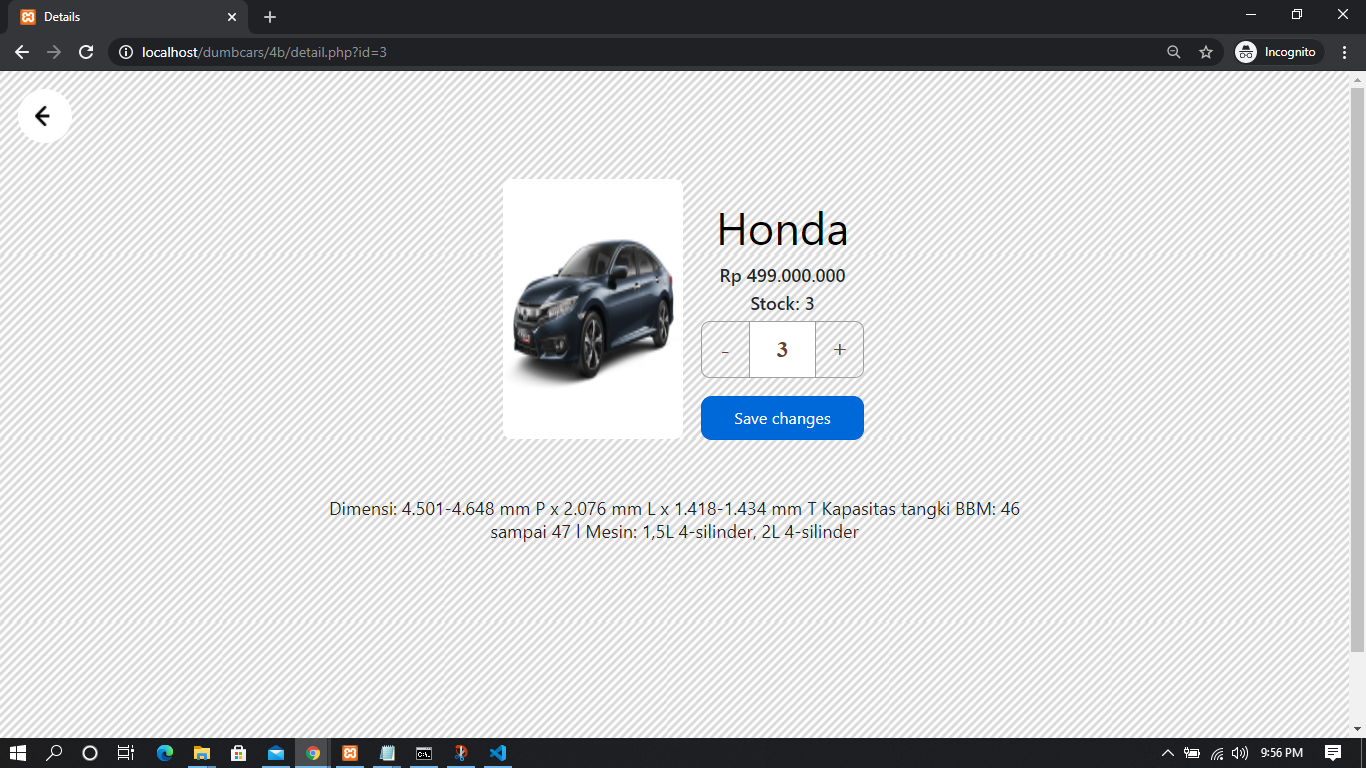 Details
localhost/dumbcars/4b/detail.php?id=3
Incognito
Honda
Rp 499.000.000
Stock: 3
- 3 +
Save changes
Dimensi: 4.501-4.648 mm P x 2.076 mm L x 1.418-1.434 mm T Kapasitas tangki BBM: 46
sampai 47 l Mesin: 1,5L 4-silinder, 2L 4-silinder
9:56 PM